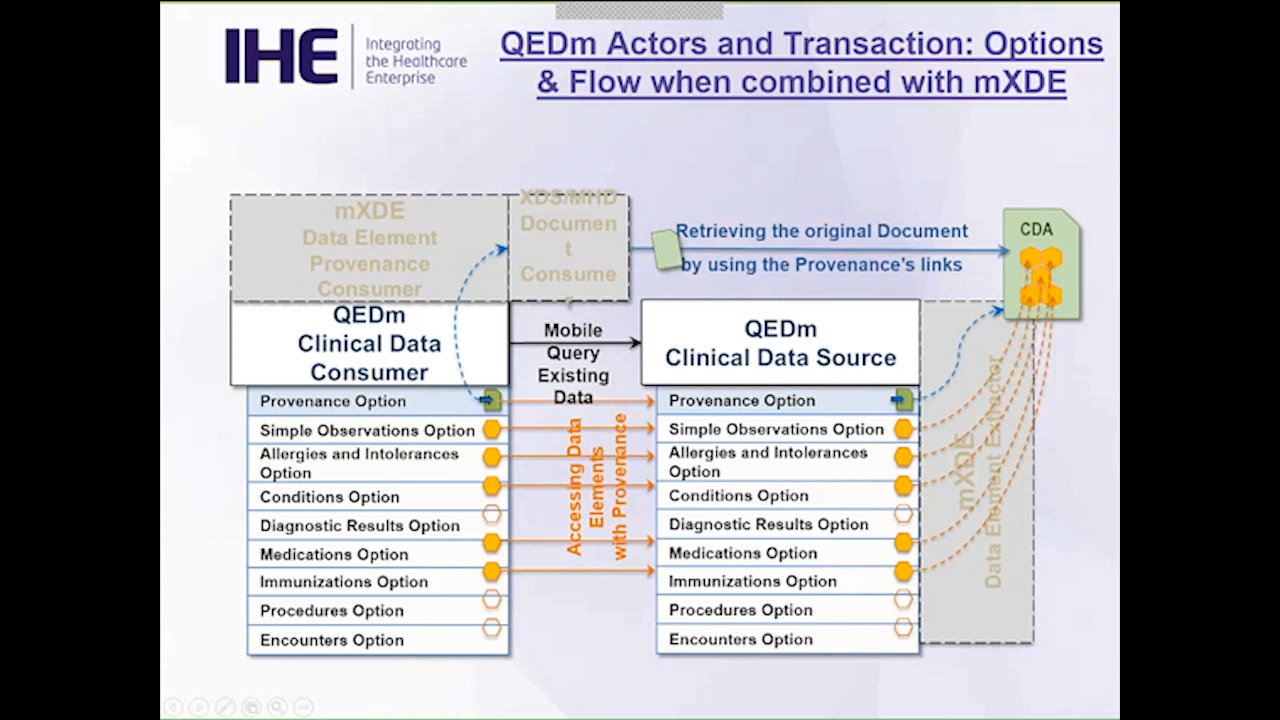 IHE
Integrating
the Healthcare
Enterprise
QEDm Actors and Transaction: Options
& Flow when combined with mXDE
mXDE
Data Element
Provenance
Consumer
XDS/MHD
Documen
t
Consume
r
Retrieving the original Document
by using the Provenance's links
CDA
QEDm
Clinical Data
Consumer
Mobile
Query
Existing
Data
QEDm
Clinical Data Source
Provenance Option
Simple Observations Option
Allergies and Intolerances
Option
Conditions Option
Diagnostic Results Option
Medications Option
Immunizations Option
Procedures Option
Encounters Option
Accessing Data
Elements
with Provenance
Provenance Option
Simple Observations Option
Allergies and Intolerances
Option
Conditions Option
Diagnostic Results Option
Medications Option
Immunizations Option
Procedures Option
Encounters Option
mXDE
Data Element Extractor